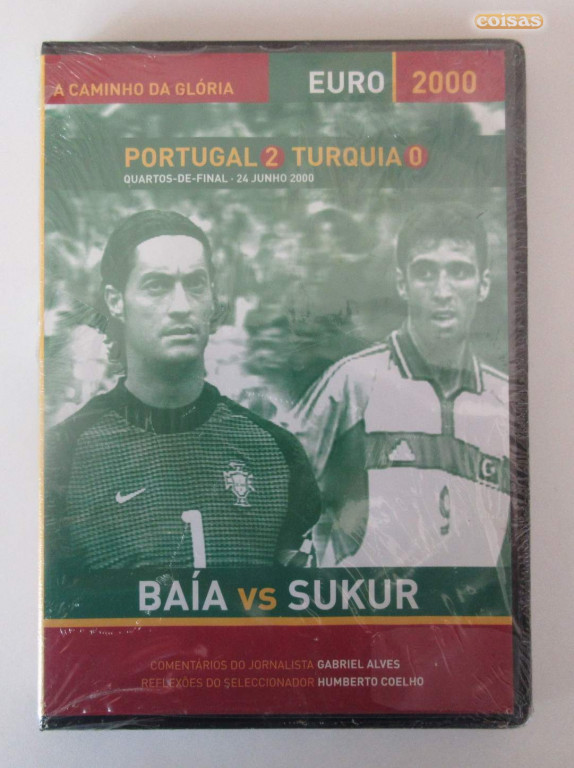 coisas
A CAMINHO DA GLÓRIA
EURO 2000
PORTUGAL 2 TURQUIA 0
QUARTOS-DE-FINAL · 24 JUNHO 2000
1
9
BAÍA vs SUKUR
COMENTÁRIOS DO JORNALISTA GABRIEL ALVES
REFLEXÕES DO SELECCIONADOR HUMBERTO COELHO